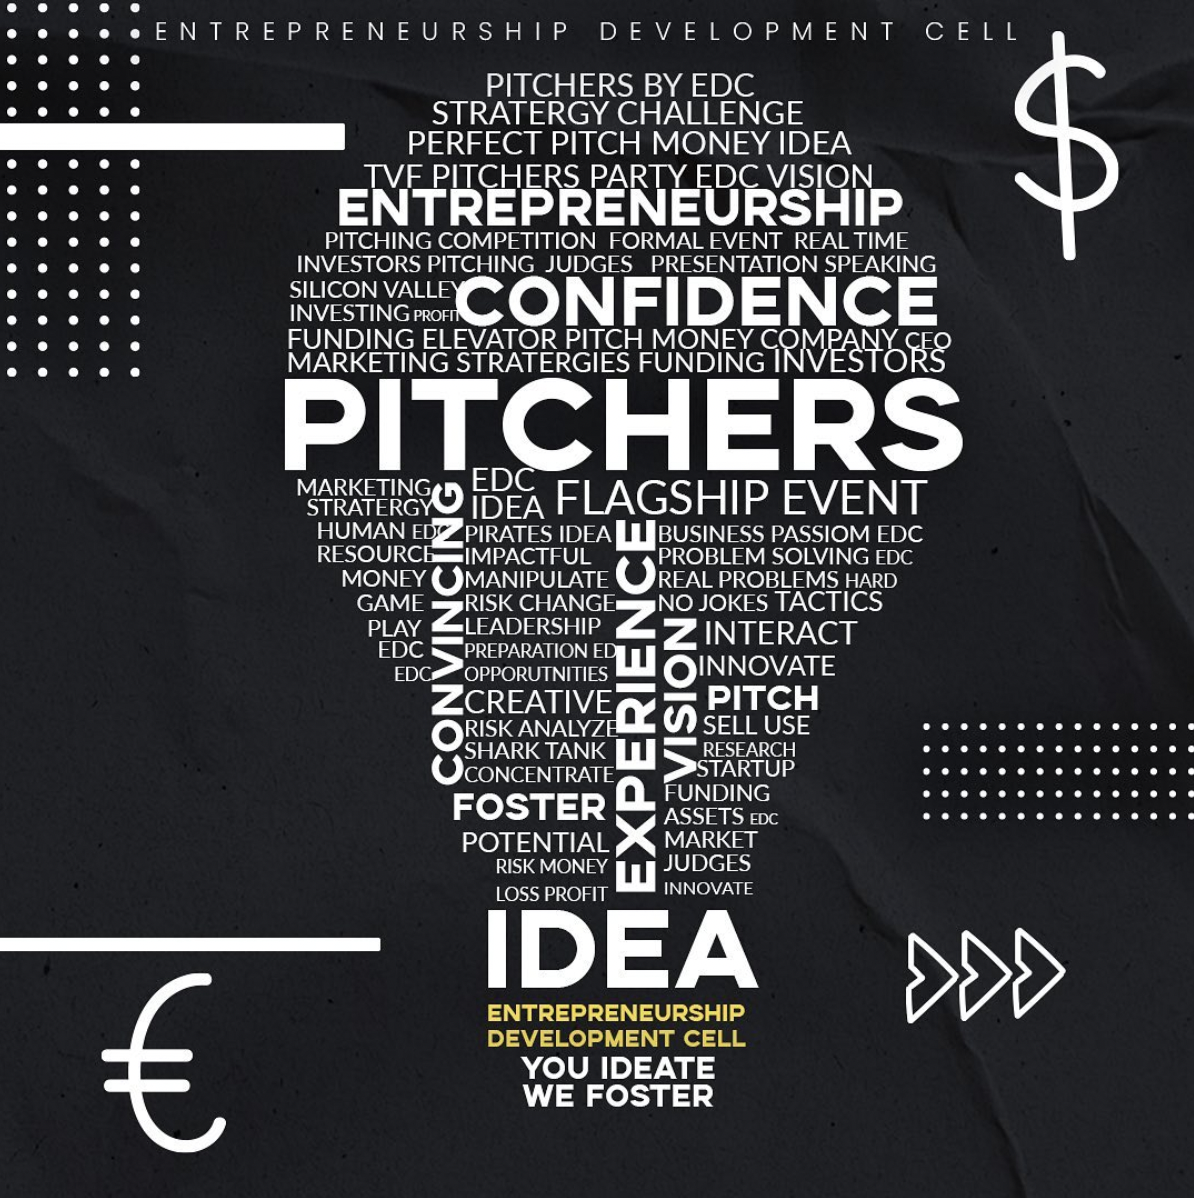 ENTREPRENEURSHIP DEVELOPMENT CELL
PITCHERS BY EDC
STRATERGY CHALLENGE
PERFECT PITCH MONEY IDEA
TVF PITCHERS PARTY EDC VISION
ENTREPRENEURSHIP
PITCHING COMPETITION FORMAL EVENT REAL TIME
INVESTORS PITCHING JUDGES PRESENTATION SPEAKING
SILICON VALLEY
INVESTING PROFIT
CONFIDENCE
FUNDING ELEVATOR PITCH MONEY COMPANY CEO
MARKETING STRATERGIES FUNDING INVESTORS
PITCHERS
MARKETING
STRATERGY
HUMAN EDC
RESOURCE
MONEY
GAME
PLAY
EDC
EDC
CONVINCING
EDC
IDEA
FLAGSHIP EVENT
PIRATES IDEA
IMPACTFUL
MANIPULATE
RISK CHANGE
LEADERSHIP
PREPARATION ED
OPPORUTNITIES
CREATIVE
RISK ANALYZE
SHARK TANK
CONCENTRATE
FOSTER
POTENTIAL
RISK MONEY
LOSS PROFIT
EXPERIENCE
BUSINESS PASSIOM EDC
PROBLEM SOLVING EDC
REAL PROBLEMS HARD
NO JOKES TACTICS
VISION
INTERACT
INNOVATE
PITCH
SELL USE
RESEARCH
STARTUP
FUNDING
ASSETS EDC
MARKET
JUDGES
INNOVATE
IDEA
ENTREPRENEURSHIP
DEVELOPMENT CELL
YOU IDEATE
WE FOSTER